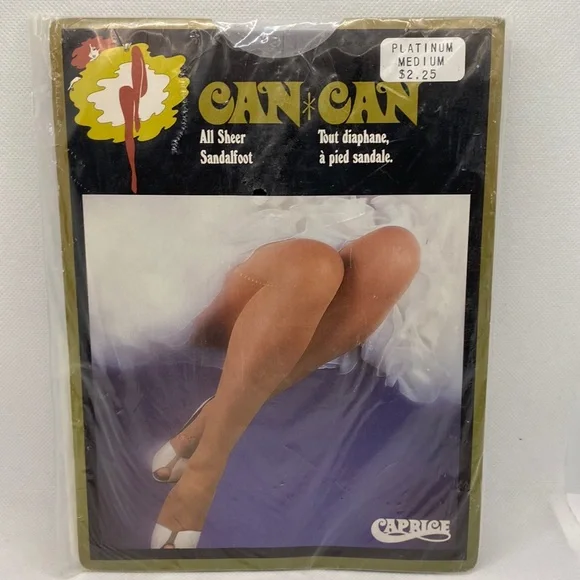 PLATINUM
MEDIUM
$2.25
CAN*CAN
All Sheer
Sandalfoot
Tout diaphane,
à pied sandale.
CAPRICE